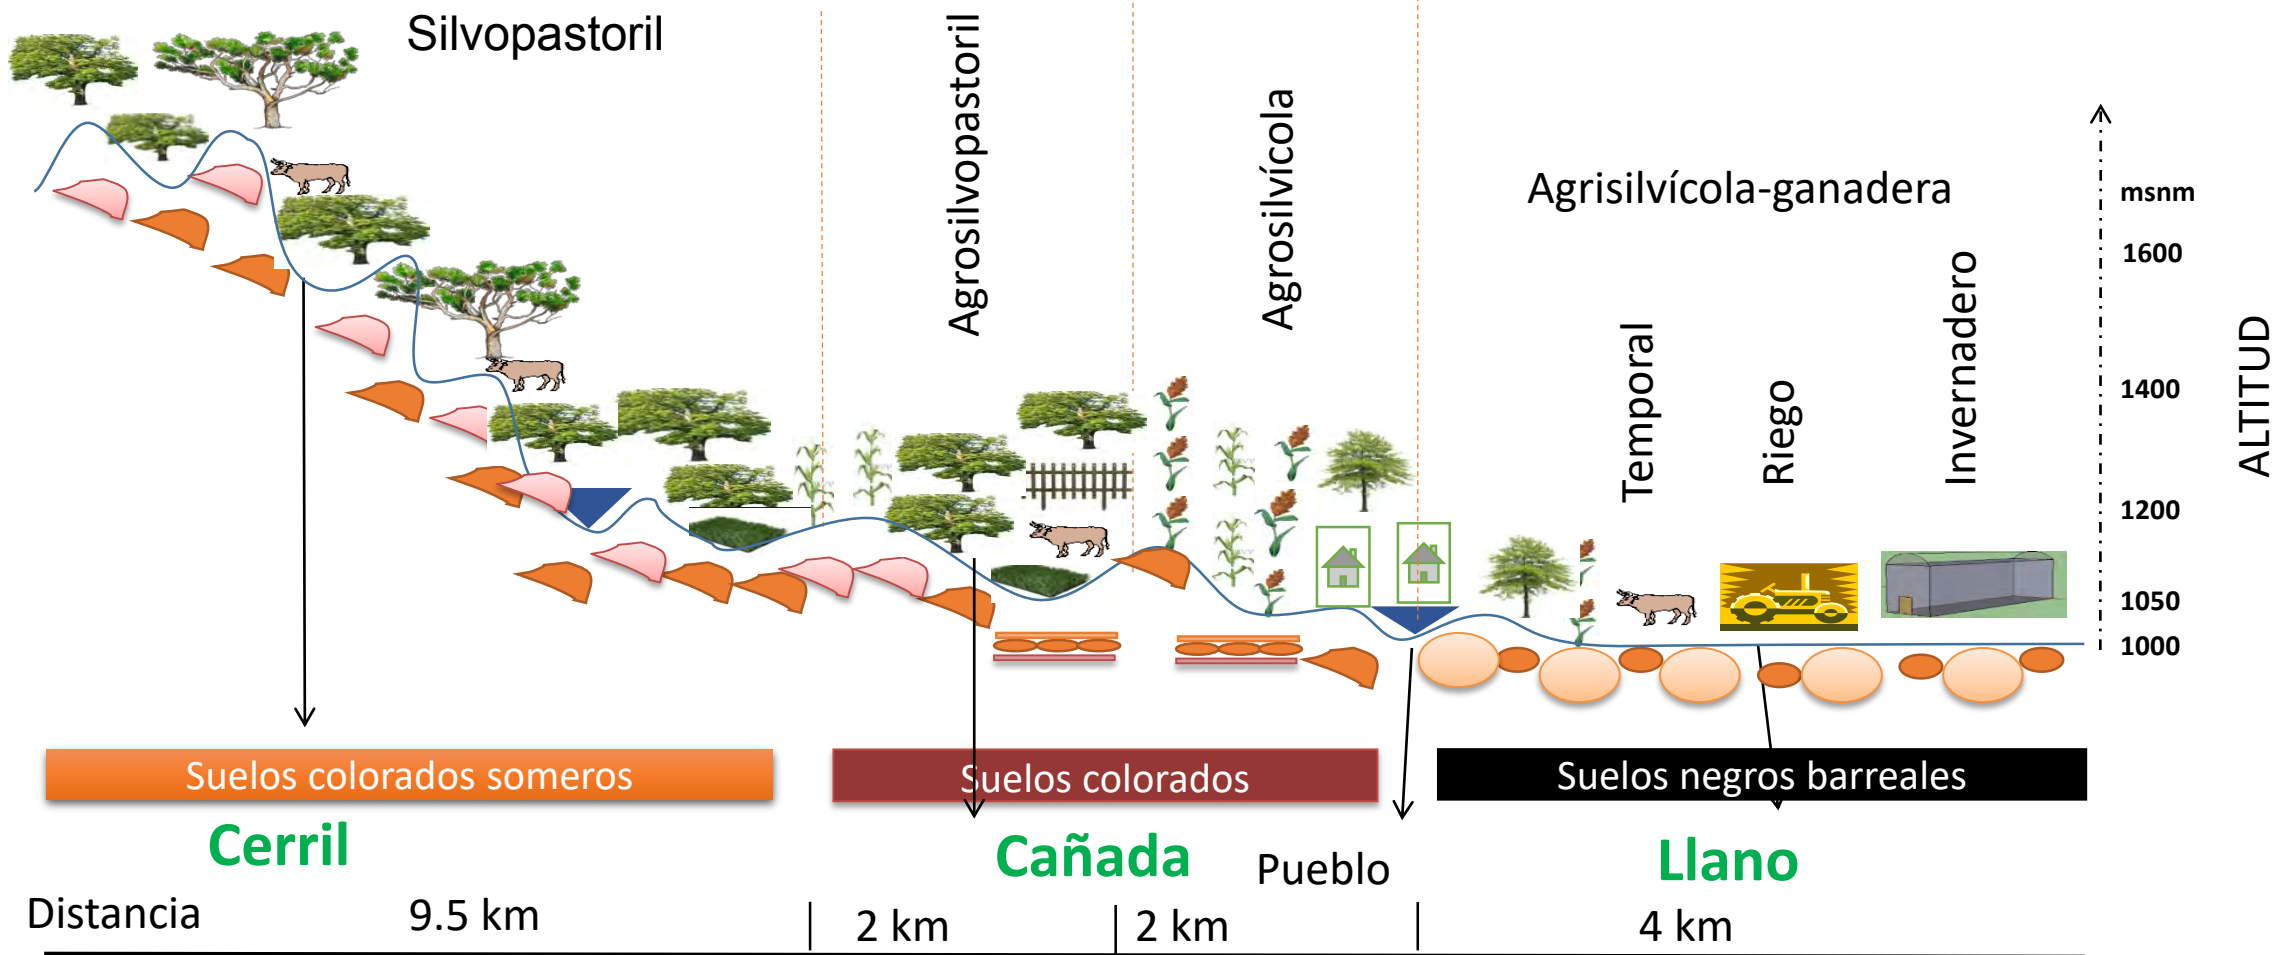 Silvopastoril
Agrosilvopastoril
Agrosilvícola
Agrisilvícola-ganadera
Temporal
Riego
Invernadero
msnm
1600
1400
1200
1050
1000
ALTITUD
Suelos colorados someros
Suelos colorados
Suelos negros barreales
Cerril
Cañada
Pueblo
Llano
Distancia
9.5 km
2 km
2 km
4 km